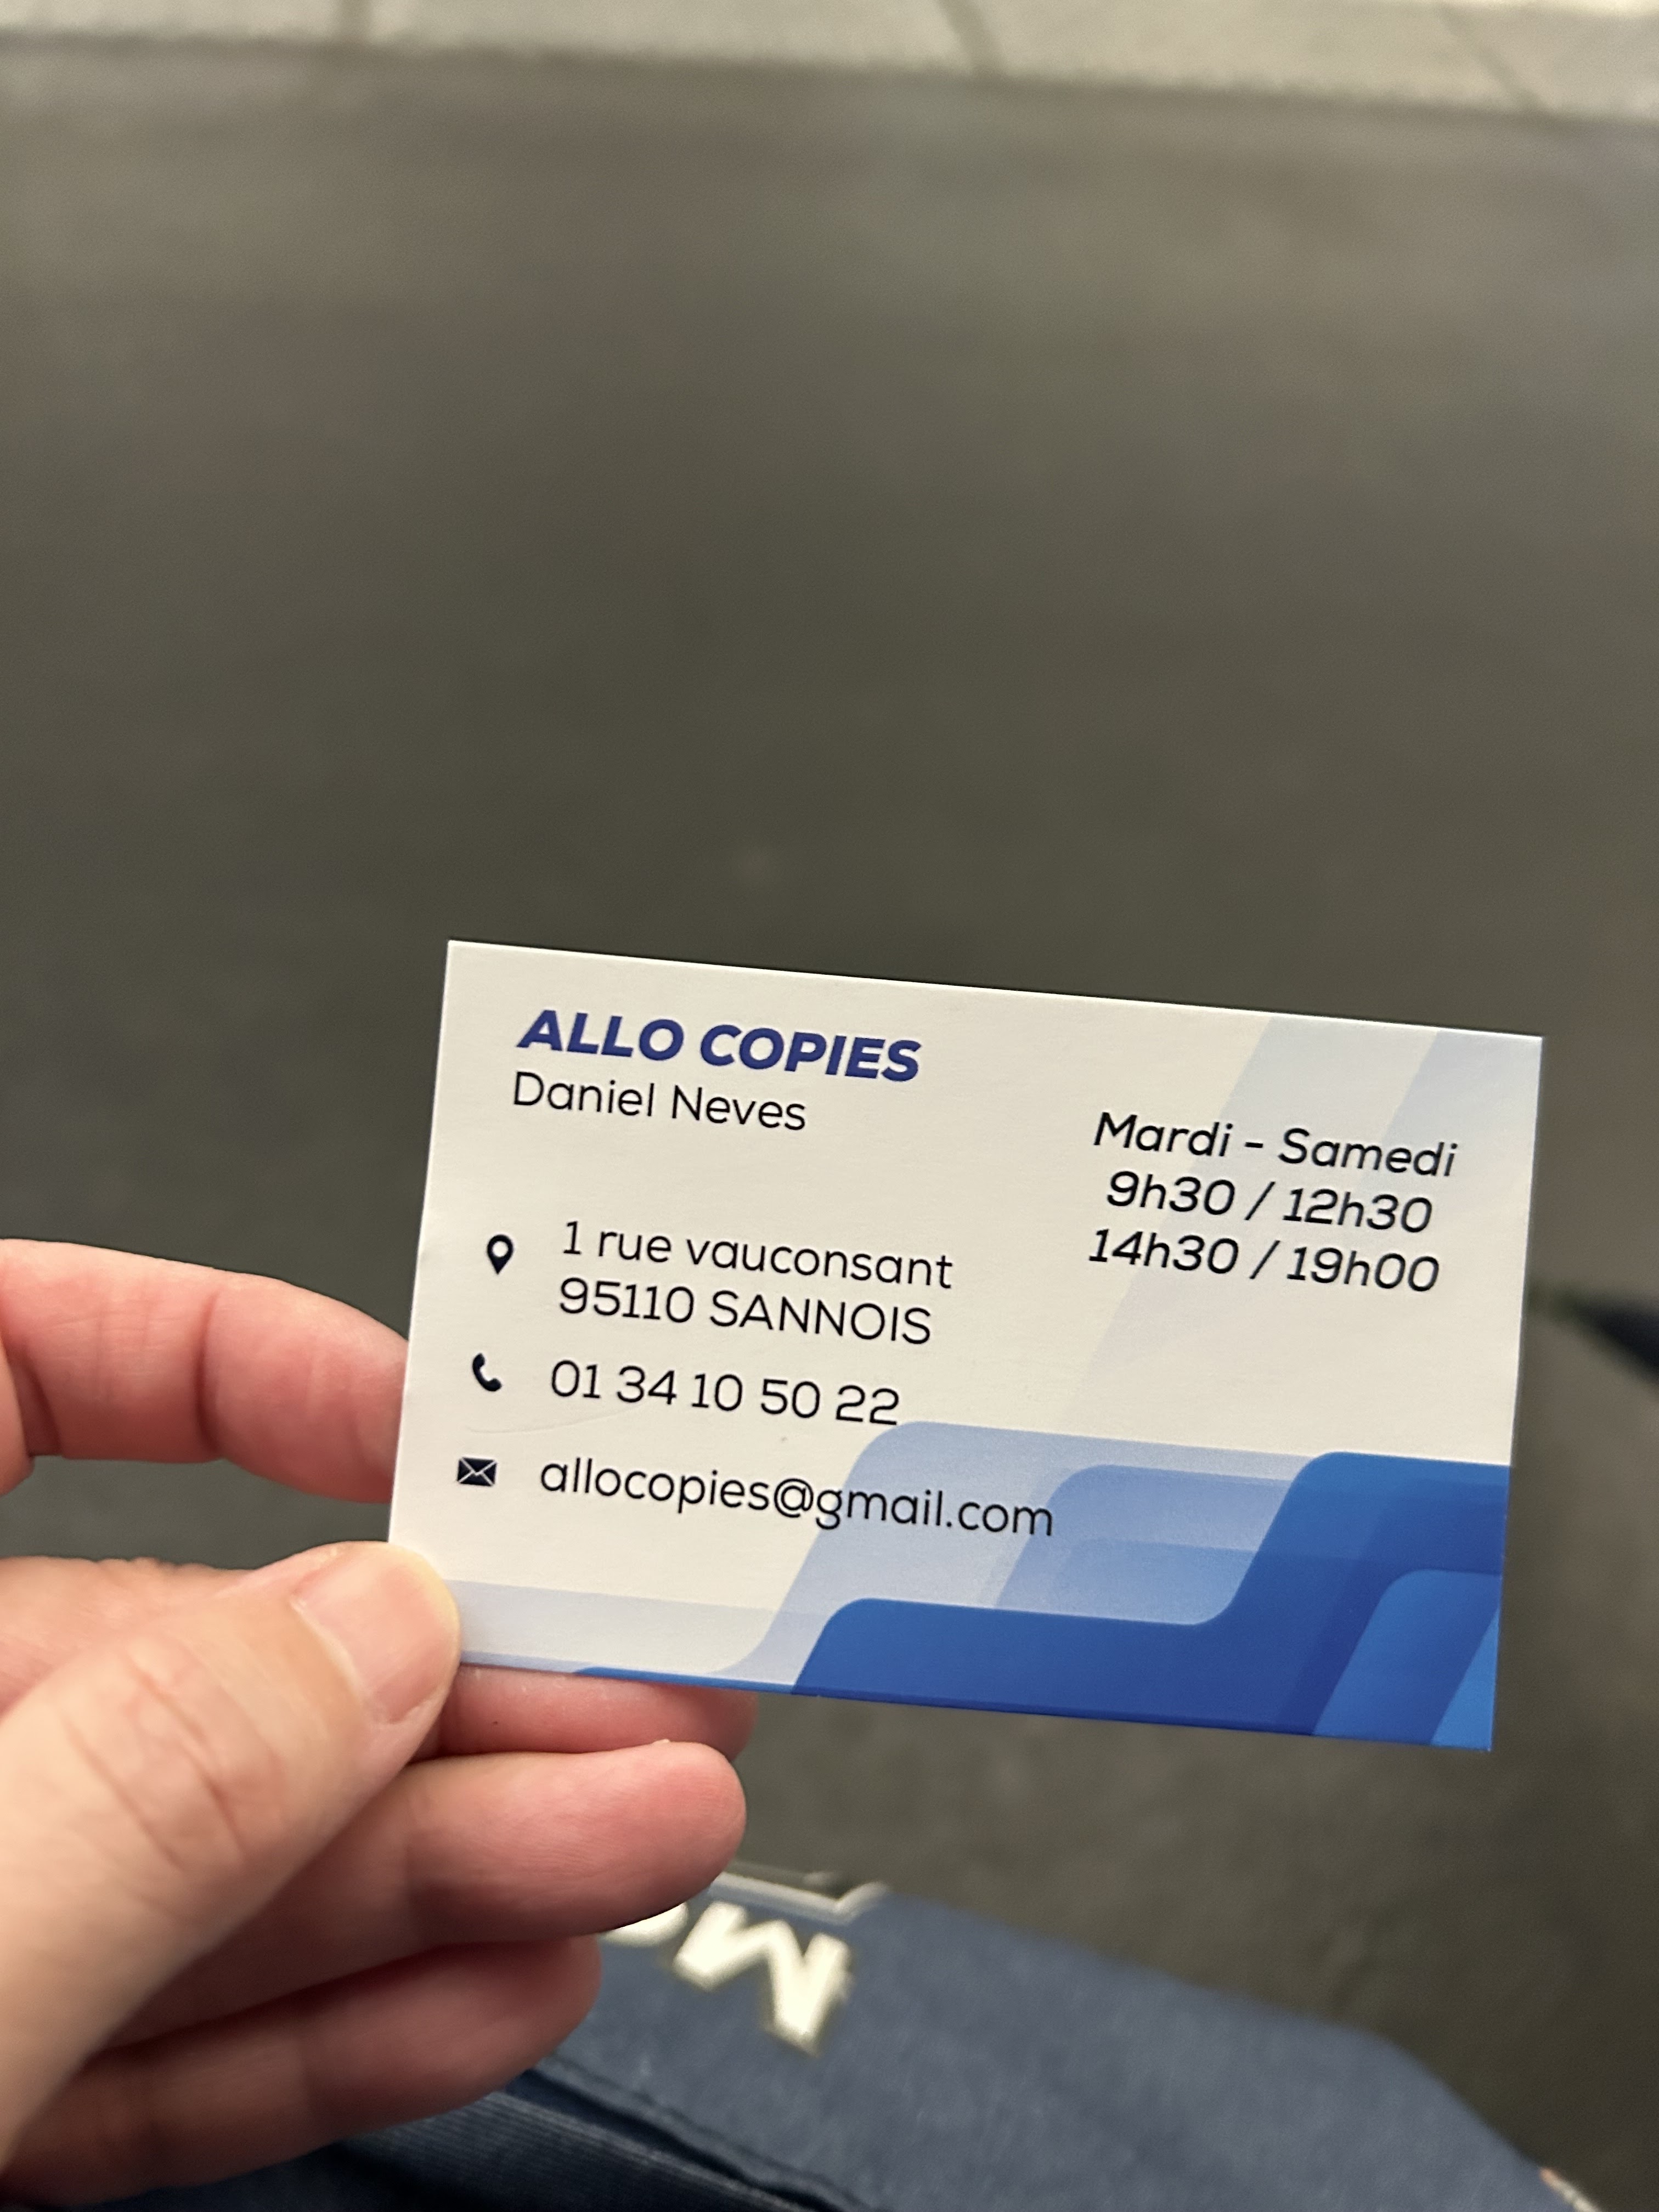 ALLO COPIES
Daniel Neves
Mardi - Samedi
9h30 / 12h30
14h30 / 19h00
1 rue vauconsant
95110 SANNOIS
01 34 10 50 22
allocopies@gmail.com